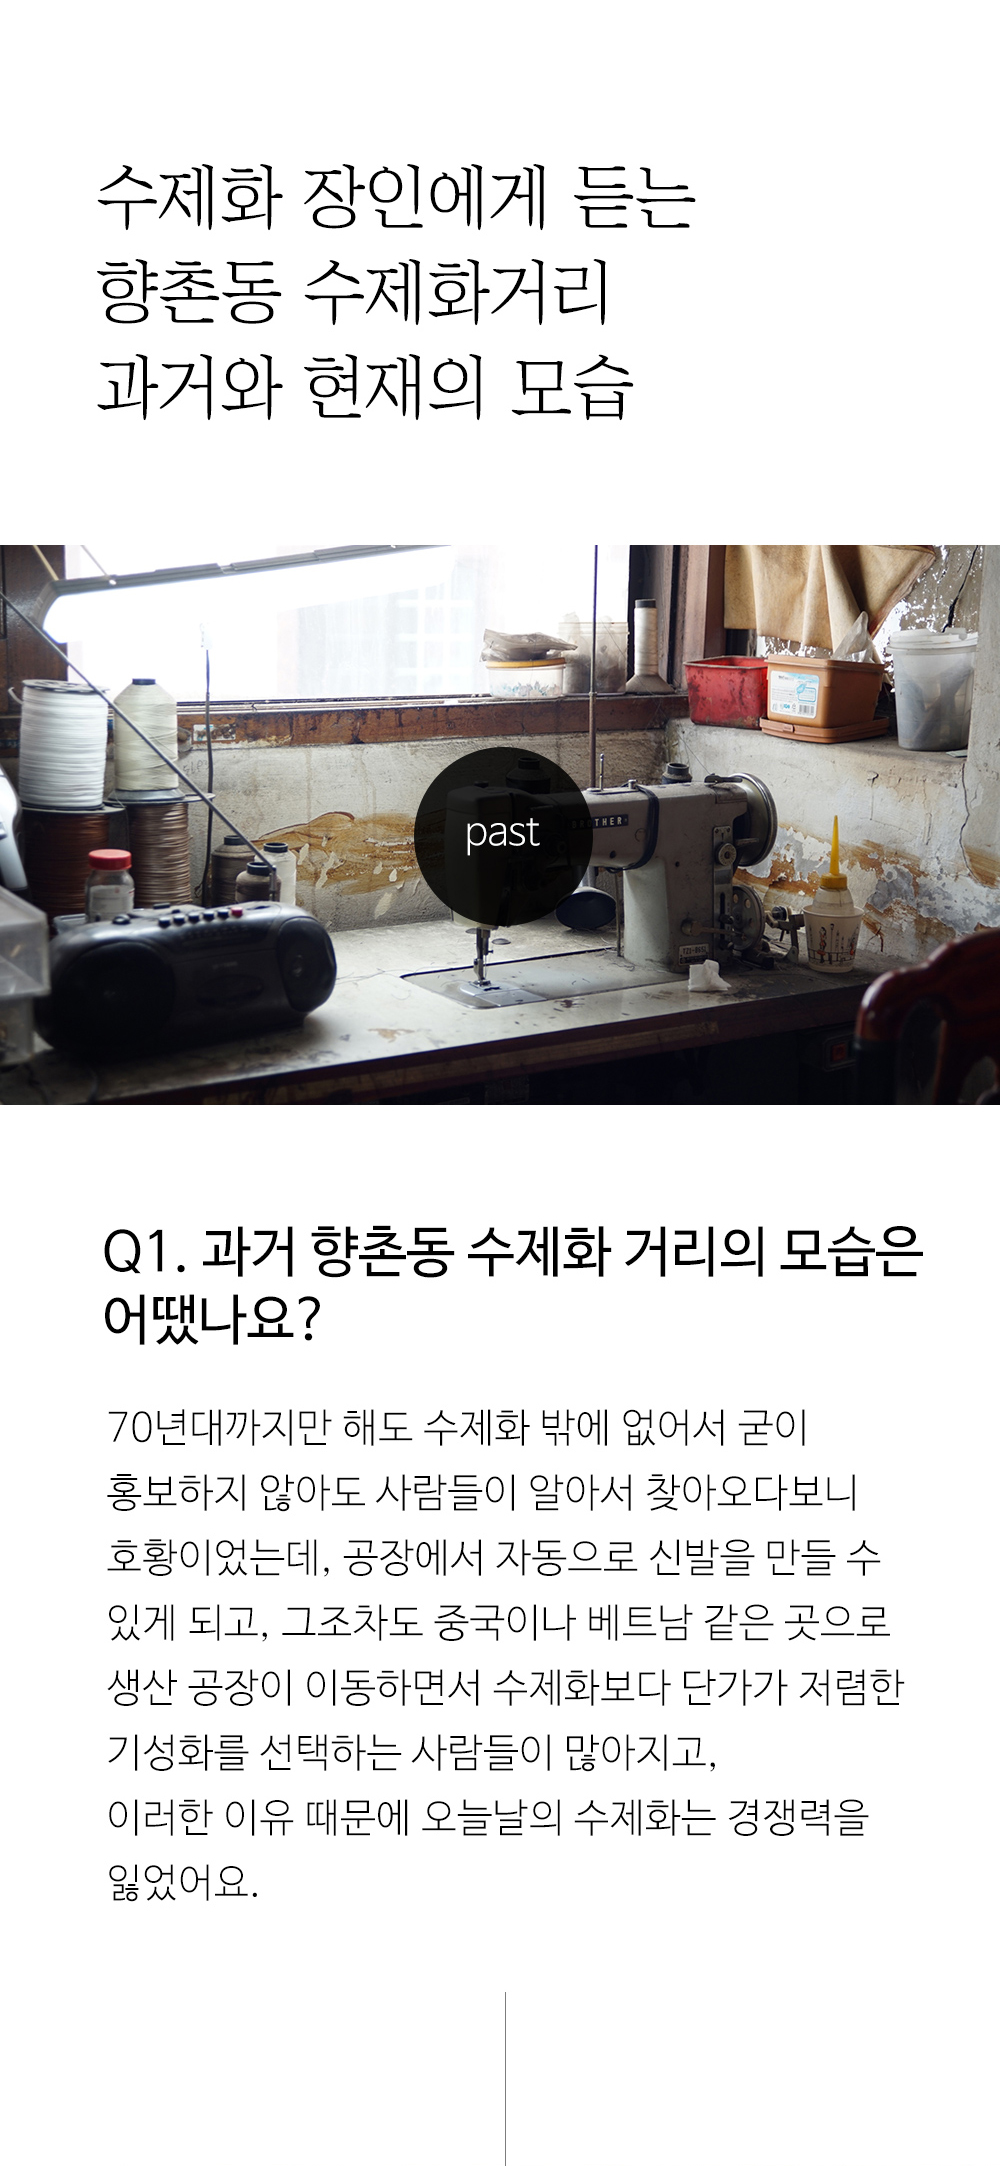 수제화 장인에게 듣는
향촌동 수제화거리
과거와 현재의 모습
past
BROTHER
Q1. 과거 향촌동 수제화 거리의 모습은
어땠나요?
70년대까지만 해도 수제화 밖에 없어서 굳이
홍보하지 않아도 사람들이 알아서 찾아오다보니
호황이었는데, 공장에서 자동으로 신발을 만들 수
있게 되고, 그조차도 중국이나 베트남 같은 곳으로
생산 공장이 이동하면서 수제화보다 단가가 저렴한
기성화를 선택하는 사람들이 많아지고,
이러한 이유 때문에 오늘날의 수제화는 경쟁력을
잃었어요.